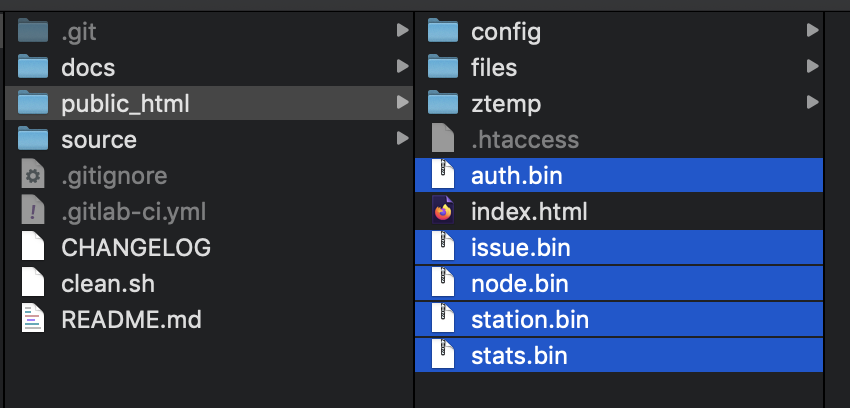 .git
docs
public_html
source
.gitignore
.gitlab-ci.yml
CHANGELOG
clean.sh
README.md
config
files
ztemp
.htaccess
auth.bin
index.html
issue.bin
node.bin
station.bin
stats.bin